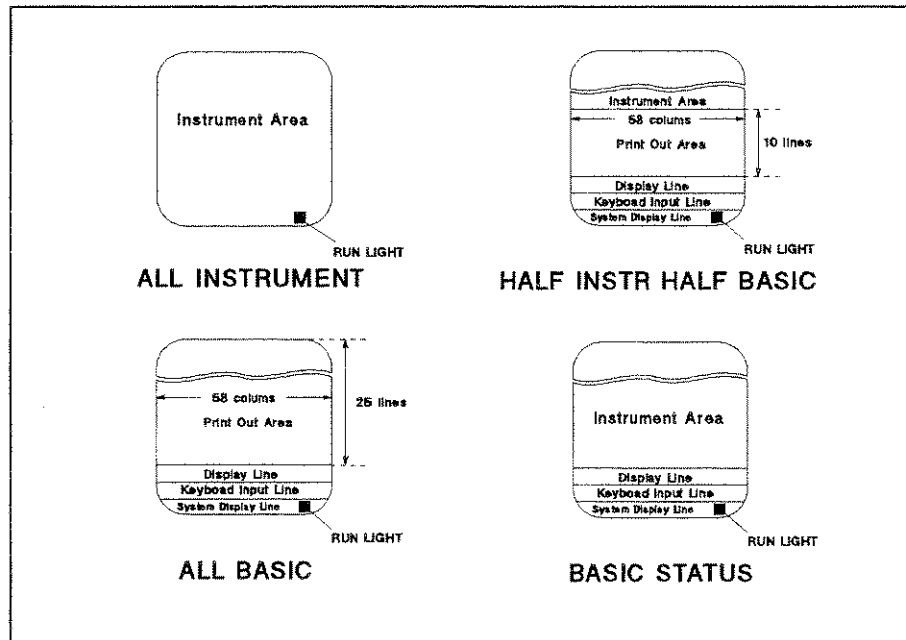 Instrument Area
RUN LIGHT
ALL INSTRUMENT
Instrument Area
58 colums
Print Out Area
10 lines
Display Line
Keyboad Input Line
System Display Line
RUN LIGHT
HALF INSTR HALF BASIC
58 colums
Print Out Area
25 lines
Display Line
Keyboad Input Line
System Display Line
RUN LIGHT
ALL BASIC
Instrument Area
Display Line
Keyboad Input Line
System Display Line
RUN LIGHT
BASIC STATUS